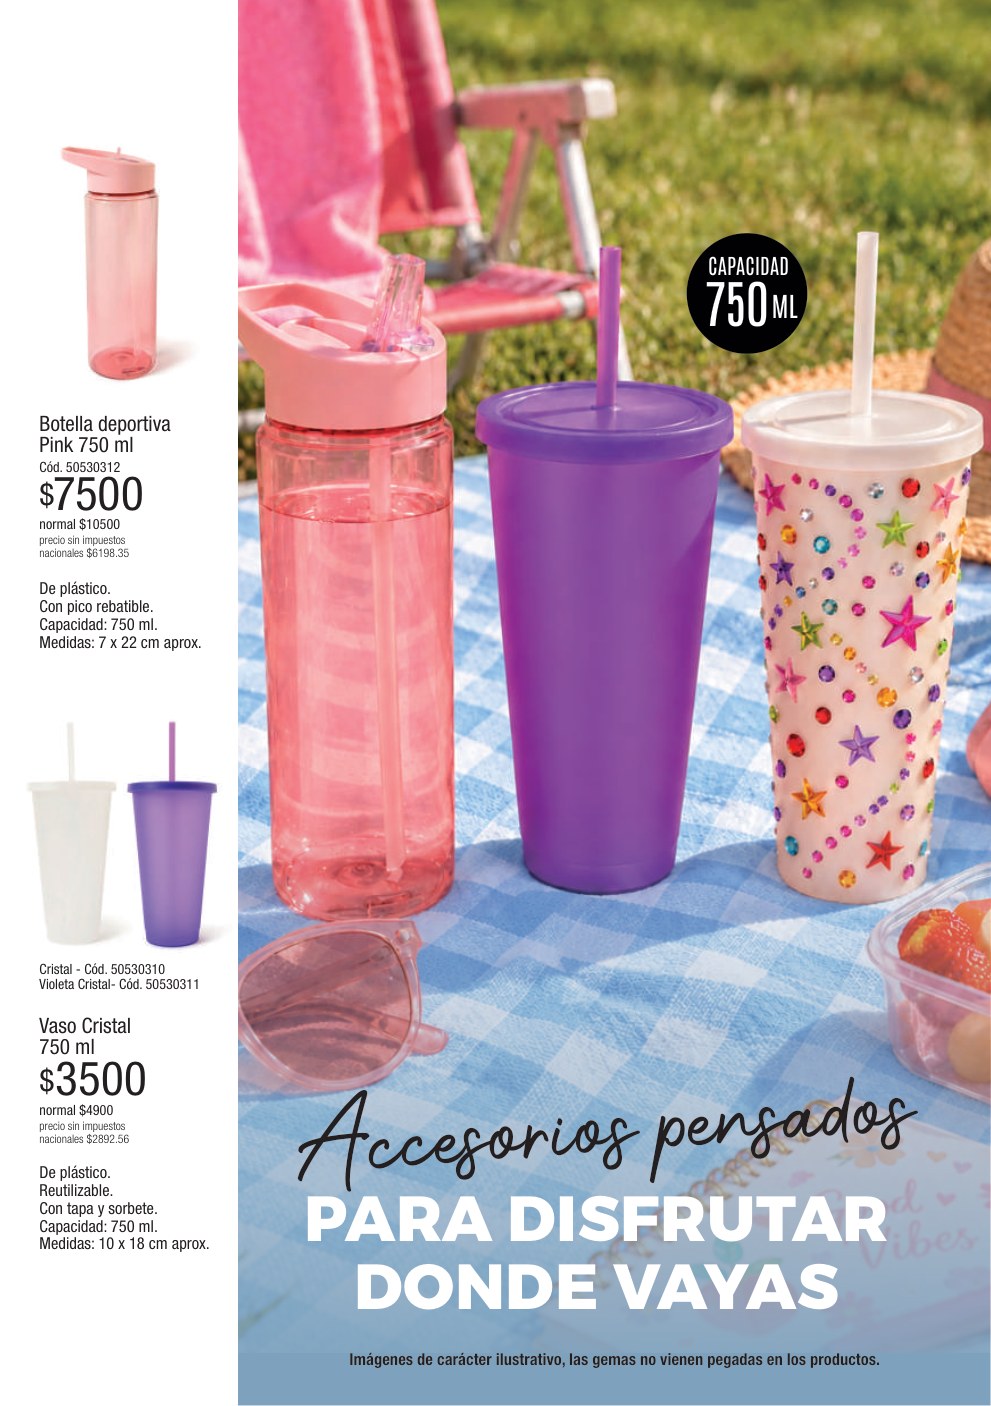 Botella deportiva
Pink 750 ml
Cód. 50530312
$7500
normal $10500
precio sin impuestos
nacionales $6198.35
De plástico.
Con pico rebatible.
Capacidad: 750 ml.
Medidas: 7 x 22 cm aprox.
Cristal - Cód. 50530310
Violeta Cristal- Cód. 50530311
Vaso Cristal
750 ml
$3500
normal $4900
precio sin impuestos
nacionales $2892.56
De plástico.
Reutilizable.
Con tapa y sorbete.
Capacidad: 750 ml.
Medidas: 10 x 18 cm aprox.
CAPACIDAD
750 ML
Accesorios pensados
PARA DISFRUTAR
DONDE VAYAS
Good
Vibes
Imágenes de carácter ilustrativo, las gemas no vienen pegadas en los productos.